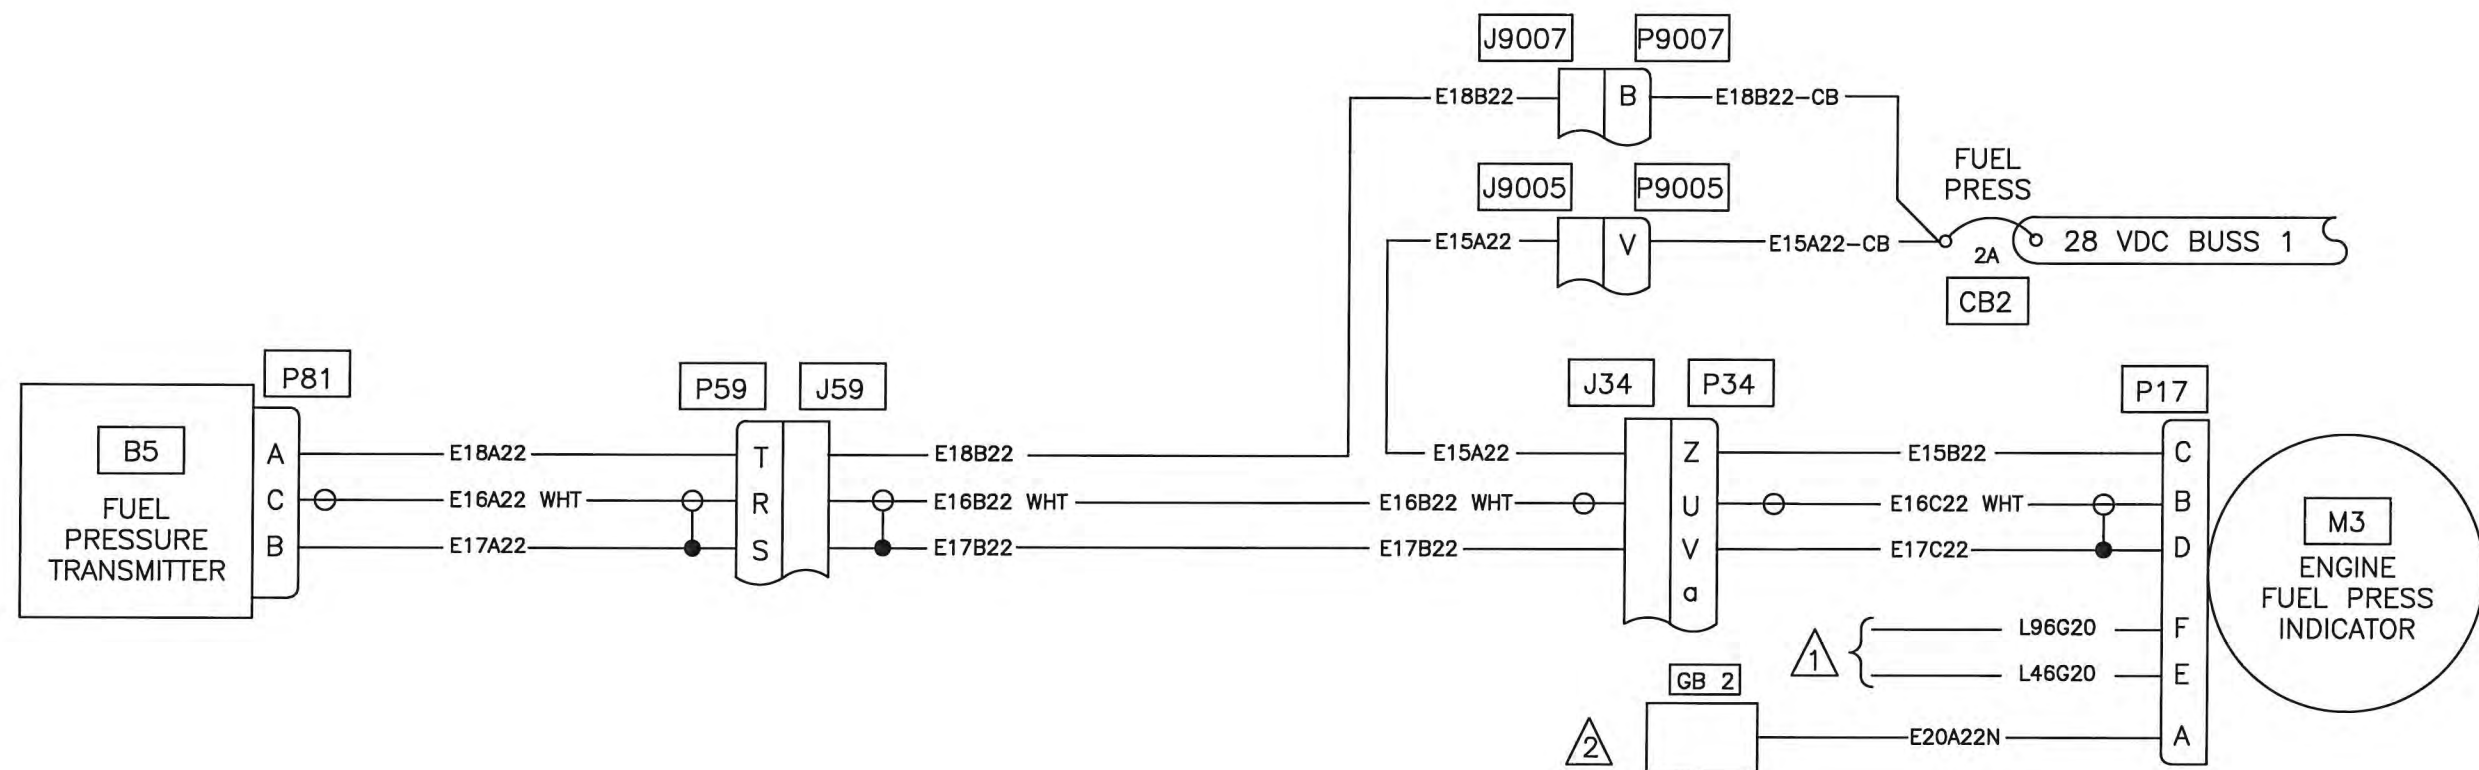 J9007 P9007
E18B22 B E18B22-CB
J9005 P9005
FUEL
PRESS
E15A22 V E15A22-CB 2A 28 VDC BUSS 1
CB2
P81 P59 J59 J34 P34 P17
B5
FUEL
PRESSURE
TRANSMITTER
A E18A22 T E18B22 E15A22 Z E15B22 C
C E16A22 WHT R E16B22 WHT E16B22 WHT U E16C22 WHT B
B E17A22 S E17B22 E17B22 V E17C22 D
a
M3
ENGINE
FUEL PRESS
INDICATOR
1 L96G20 F
L46G20 E
GB 2
2 E20A22N A